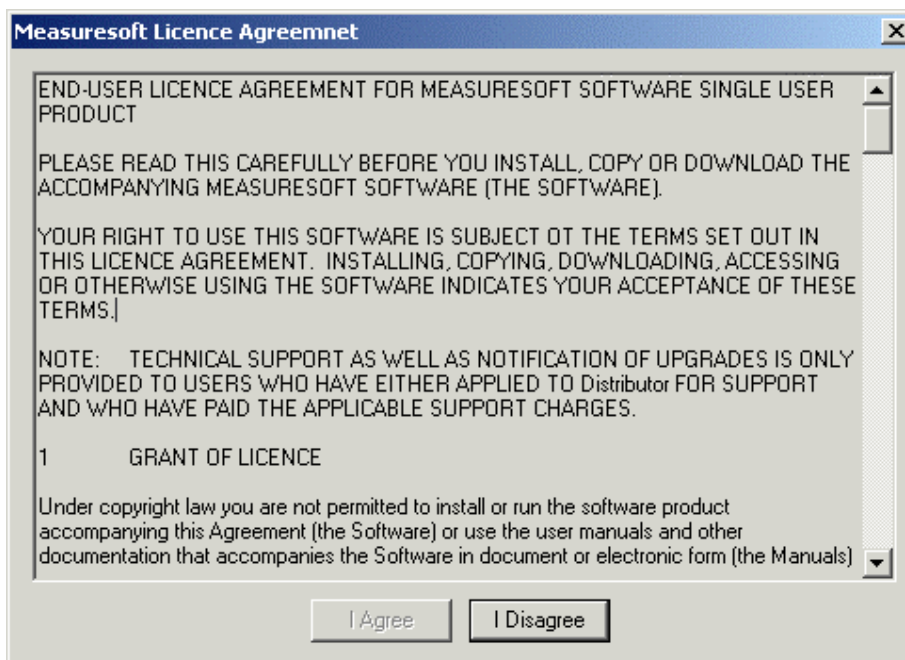 Measuresoft Licence Agreemnet
END-USER LICENCE AGREEMENT FOR MEASURESOFT SOFTWARE SINGLE USER
PRODUCT
PLEASE READ THIS CAREFULLY BEFORE YOU INSTALL, COPY OR DOWNLOAD THE
ACCOMPANYING MEASURESOFT SOFTWARE (THE SOFTWARE).
YOUR RIGHT TO USE THIS SOFTWARE IS SUBJECT OT THE TERMS SET OUT IN
THIS LICENCE AGREEMENT.  INSTALLING, COPYING, DOWNLOADING, ACCESSING
OR OTHERWISE USING THE SOFTWARE INDICATES YOUR ACCEPTANCE OF THESE
TERMS.
NOTE: TECHNICAL SUPPORT AS WELL AS NOTIFICATION OF UPGRADES IS ONLY
PROVIDED TO USERS WHO HAVE EITHER APPLIED TO Distributor FOR SUPPORT
AND WHO HAVE PAID THE APPLICABLE SUPPORT CHARGES.
1 GRANT OF LICENCE
Under copyright law you are not permitted to install or run the software product
accompanying this Agreement (the Software) or use the user manuals and other
documentation that accompanies the Software in document or electronic form (the Manuals)
I Agree I Disagree